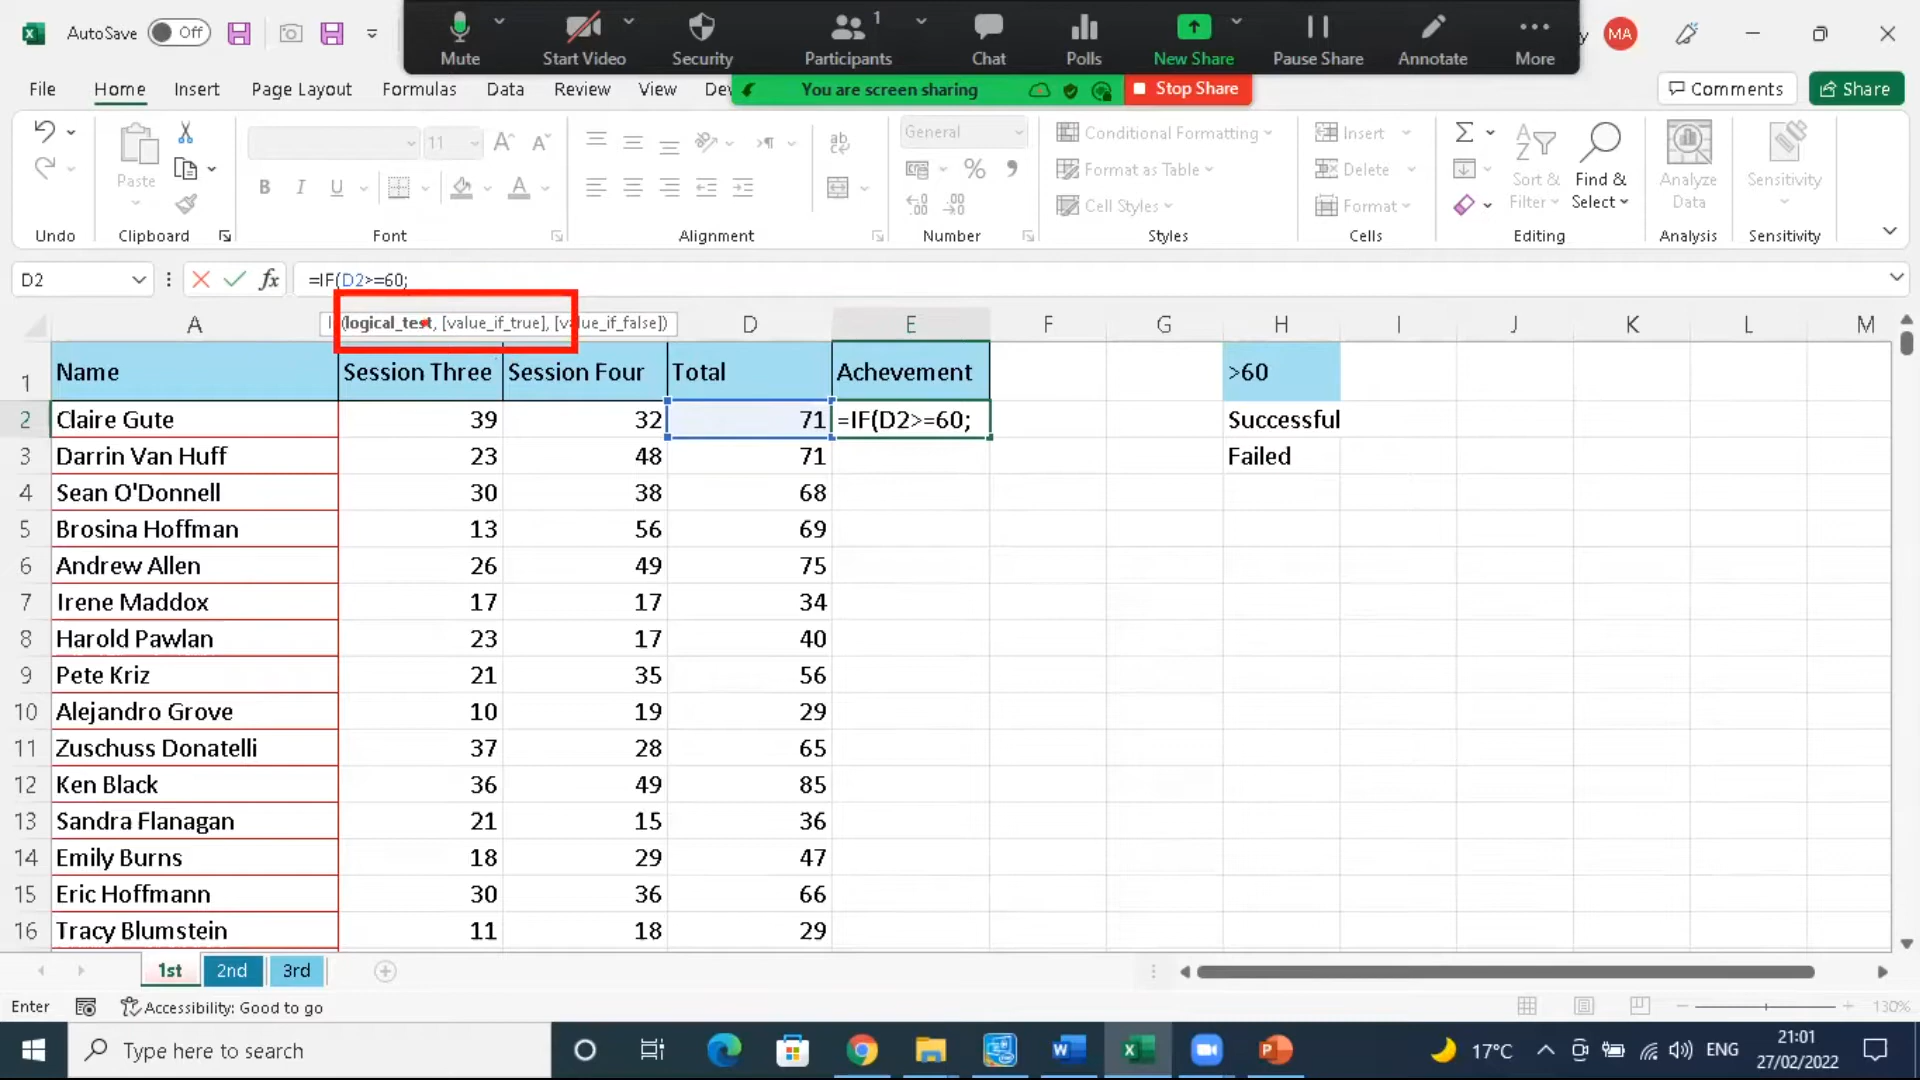 AutoSave Off
Mute Start Video Security Participants 1 Chat Polls New Share Pause Share Annotate More
y MA
File Home Insert Page Layout Formulas Data Review View Dev
You are screen sharing Stop Share
Comments Share
Paste
11
B I U A
ab
General
% 9
Conditional Formatting
Format as Table
Cell Styles
Insert
Delete
Format
Sort & Filter
Find & Select
Analyze Data
Sensitivity
Undo Clipboard Font Alignment Number Styles Cells Editing Analysis Sensitivity
D2 fx =IF(D2>=60;
(logical_test, [value_if_true], [value_if_false])
A D E F G H I J K L M
1 Name Session Three Session Four Total Achevement >60
2 Claire Gute 39 32 71 =IF(D2>=60; Successful
3 Darrin Van Huff 23 48 71 Failed
4 Sean O'Donnell 30 38 68
5 Brosina Hoffman 13 56 69
6 Andrew Allen 26 49 75
7 Irene Maddox 17 17 34
8 Harold Pawlan 23 17 40
9 Pete Kriz 21 35 56
10 Alejandro Grove 10 19 29
11 Zuschuss Donatelli 37 28 65
12 Ken Black 36 49 85
13 Sandra Flanagan 21 15 36
14 Emily Burns 18 29 47
15 Eric Hoffmann 30 36 66
16 Tracy Blumstein 11 18 29
1st 2nd 3rd
Enter Accessibility: Good to go 130%
Type here to search
17°C ENG 21:01
27/02/2022